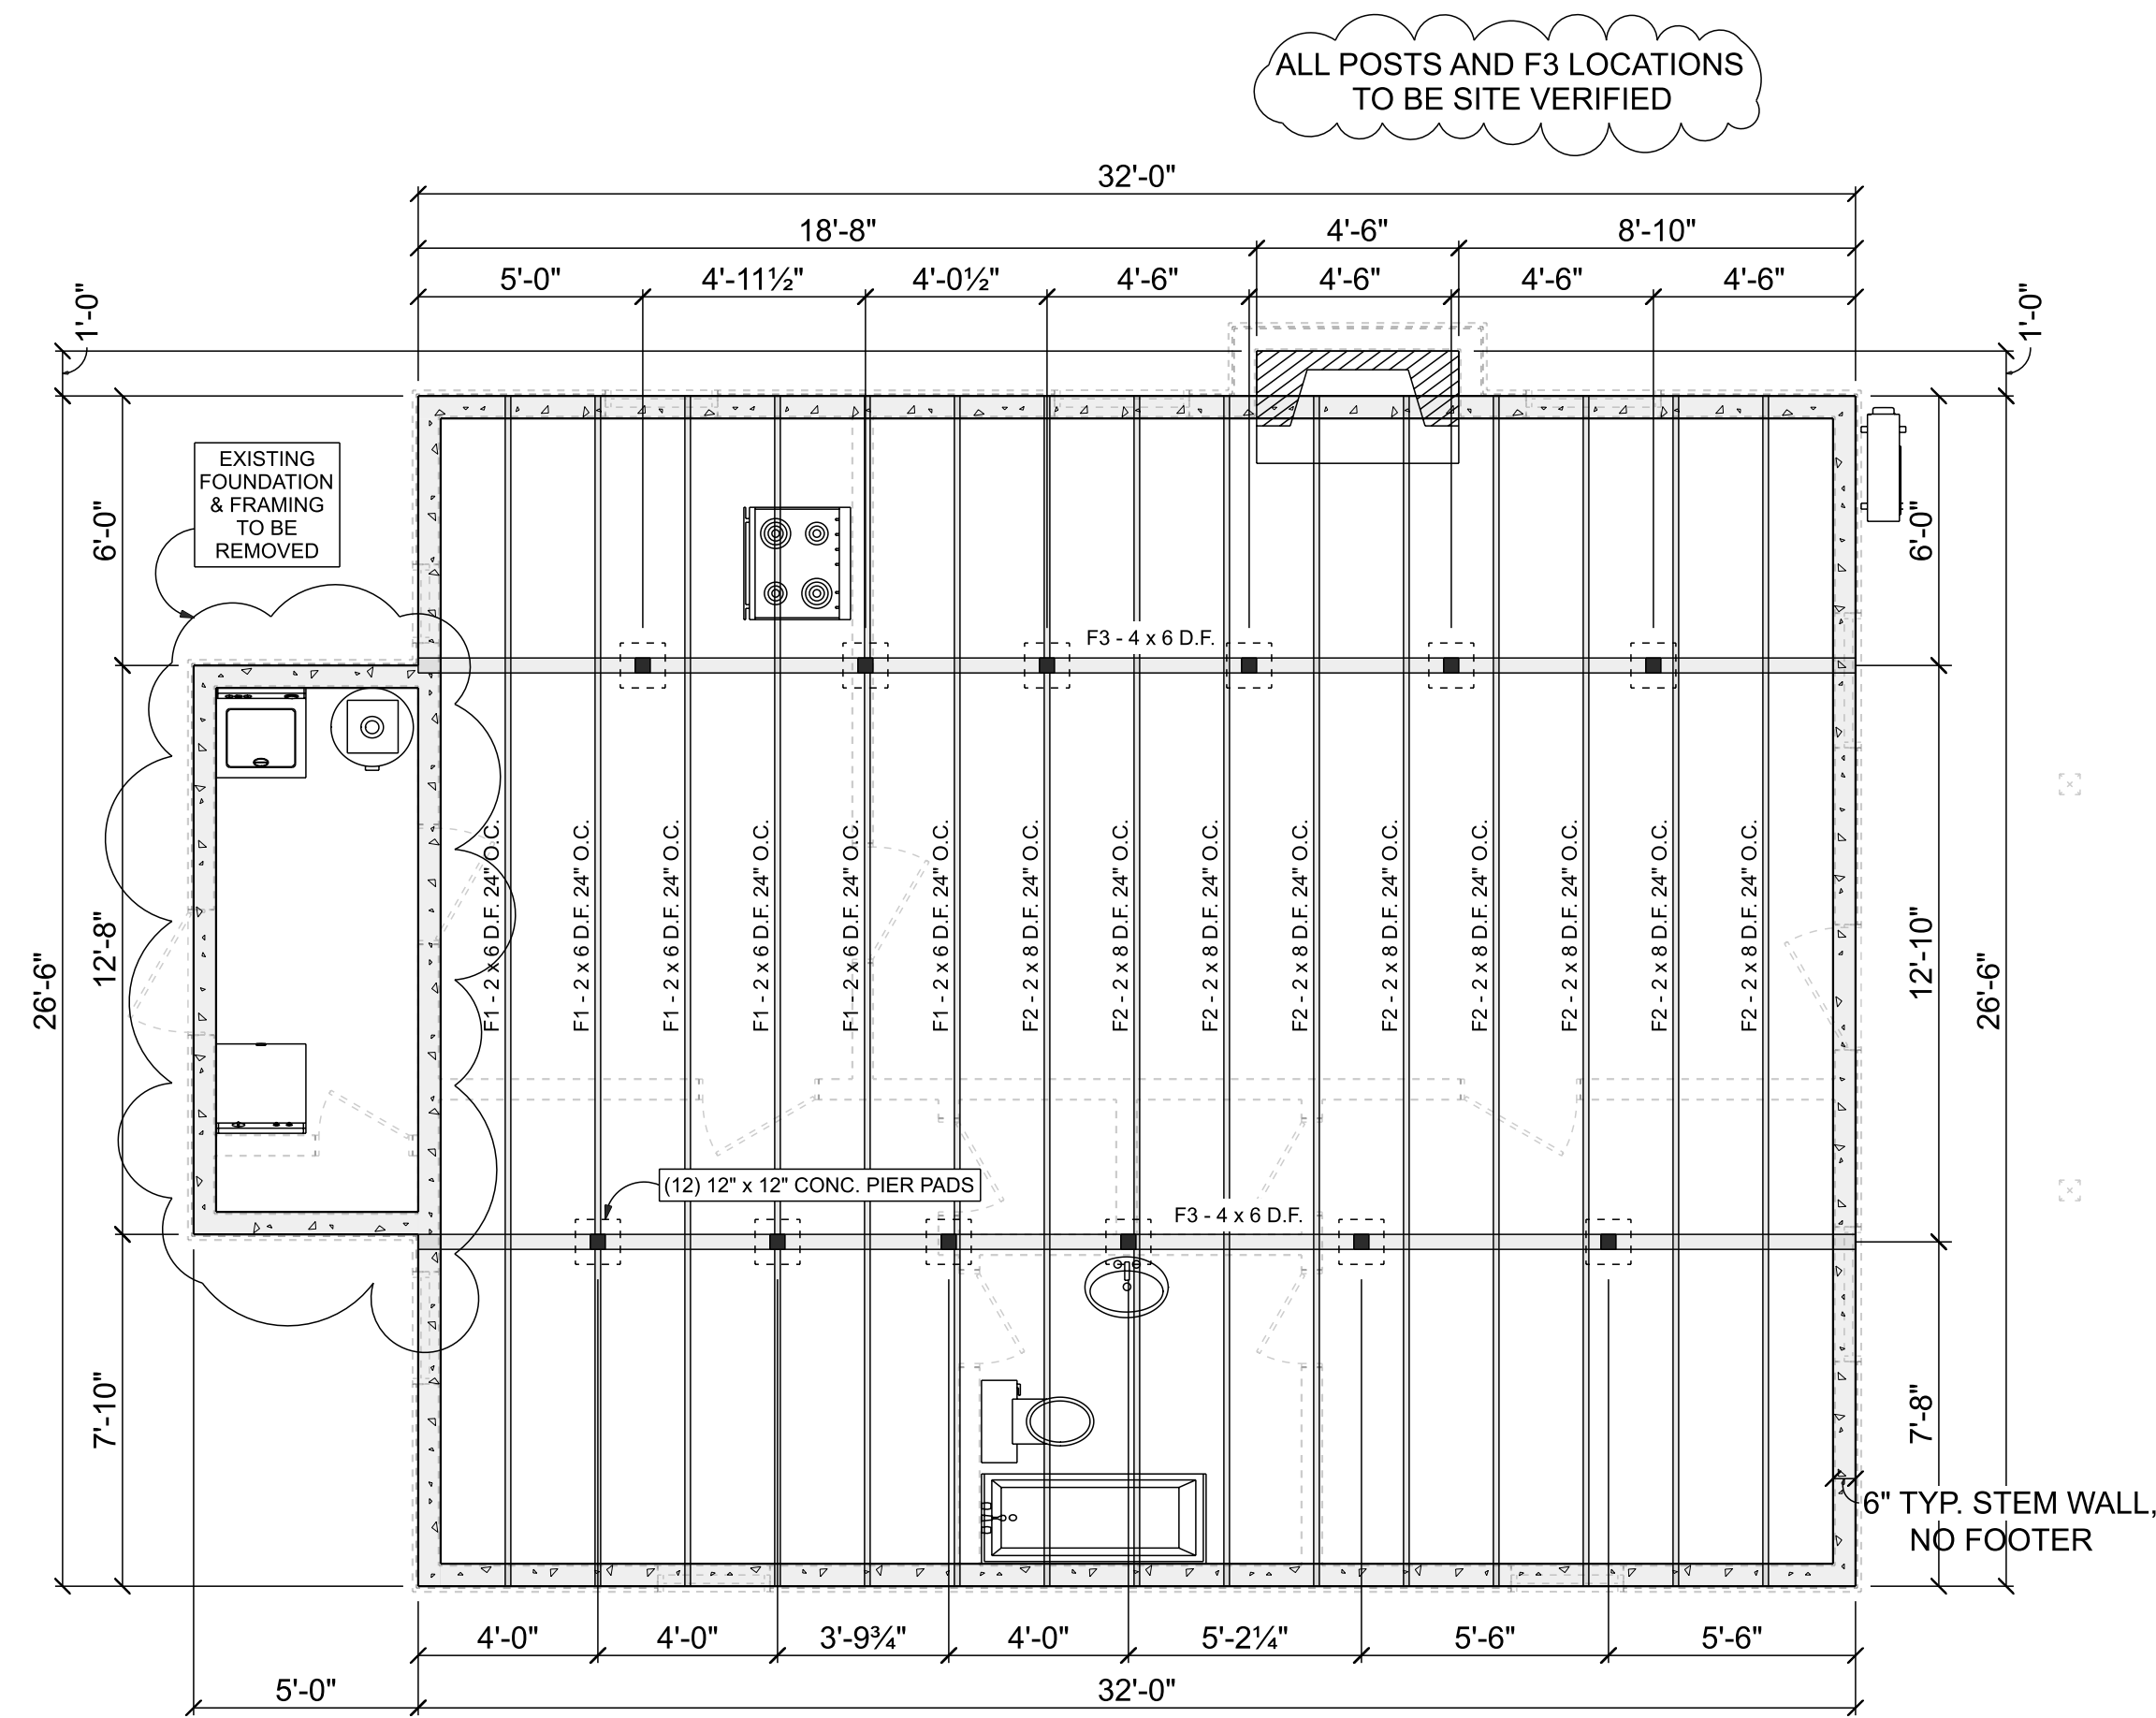 ALL POSTS AND F3 LOCATIONS
TO BE SITE VERIFIED
32'-0"
18'-8"
4'-6"
8'-10"
5'-0"
4'-11½"
4'-0½"
4'-6"
4'-6"
4'-6"
4'-6"
1'-0"
1'-0"
EXISTING
FOUNDATION
& FRAMING
TO BE
REMOVED
6'-0"
6'-0"
F3 - 4 x 6 D.F.
26'-6"
12'-8"
F1 - 2 x 6 D.F. 24" O.C.
F1 - 2 x 6 D.F. 24" O.C.
F1 - 2 x 6 D.F. 24" O.C.
F1 - 2 x 6 D.F. 24" O.C.
F1 - 2 x 6 D.F. 24" O.C.
F1 - 2 x 6 D.F. 24" O.C.
F2 - 2 x 8 D.F. 24" O.C.
F2 - 2 x 8 D.F. 24" O.C.
F2 - 2 x 8 D.F. 24" O.C.
F2 - 2 x 8 D.F. 24" O.C.
F2 - 2 x 8 D.F. 24" O.C.
F2 - 2 x 8 D.F. 24" O.C.
F2 - 2 x 8 D.F. 24" O.C.
F2 - 2 x 8 D.F. 24" O.C.
F2 - 2 x 8 D.F. 24" O.C.
12'-10"
26'-6"
(12) 12" x 12" CONC. PIER PADS
F3 - 4 x 6 D.F.
7'-10"
7'-8"
6" TYP. STEM WALL,
NO FOOTER
4'-0"
4'-0"
3'-9¾"
4'-0"
5'-2¼"
5'-6"
5'-6"
5'-0"
32'-0"